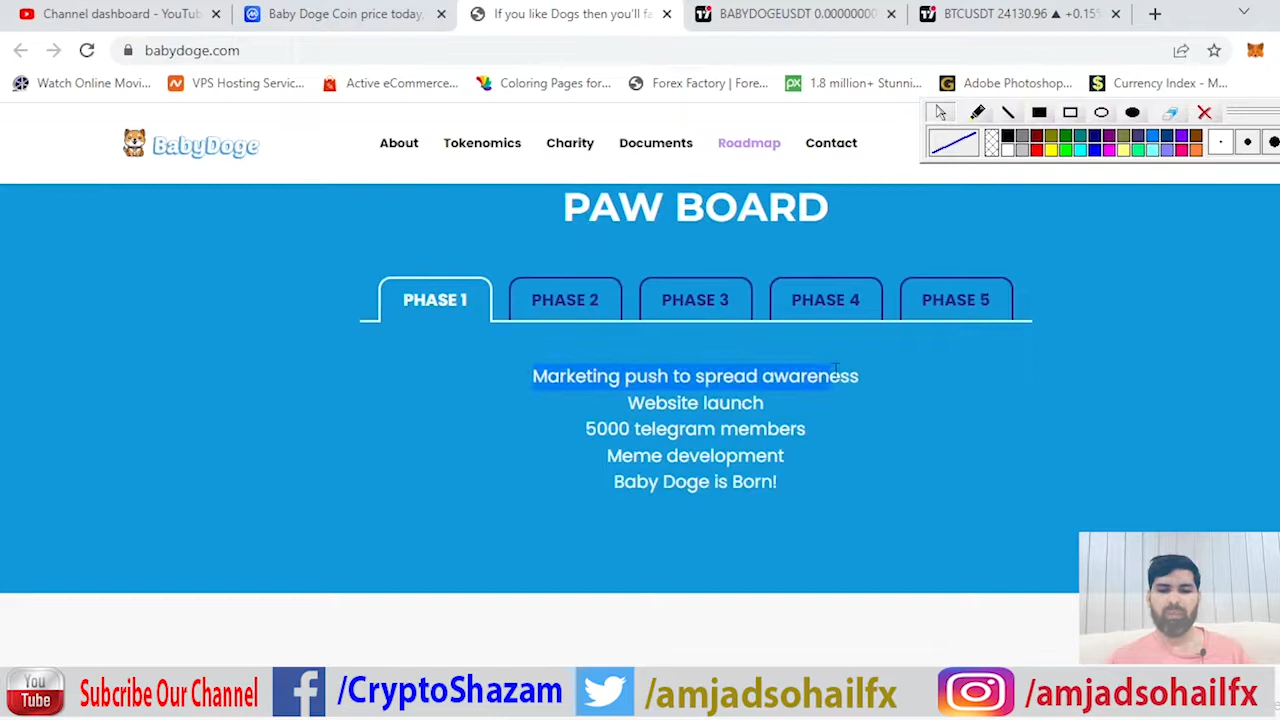 Channel dashboard - YouTub
Baby Doge Coin price today,
If you like Dogs then you'll fa
BABYDOGEUSDT 0.00000000
BTCUSDT 24130.96 ▲ +0.15%
babydoge.com
Watch Online Movi...
VPS Hosting Servic...
Active eCommerce...
Coloring Pages for...
Forex Factory | Fore...
1.8 million+ Stunni...
Adobe Photoshop...
Currency Index - M...
BabyDoge
About
Tokenomics
Charity
Documents
Roadmap
Contact
PAW BOARD
PHASE 1
PHASE 2
PHASE 3
PHASE 4
PHASE 5
Marketing push to spread awareness
Website launch
5000 telegram members
Meme development
Baby Doge is Born!
You
Tube
Subcribe Our Channel
/CryptoShazam
/amjadsohailfx
/amjadsohailfx